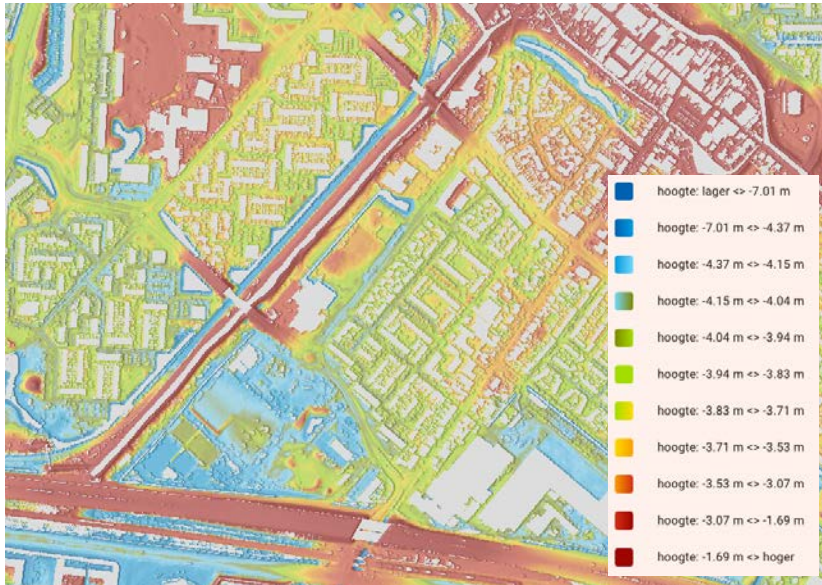 hoogte: lager <> -7.01 m
hoogte: -7.01 m <> -4.37 m
hoogte: -4.37 m <> -4.15 m
hoogte: -4.15 m <> -4.04 m
hoogte: -4.04 m <> -3.94 m
hoogte: -3.94 m <> -3.83 m
hoogte: -3.83 m <> -3.71 m
hoogte: -3.71 m <> -3.53 m
hoogte: -3.53 m <> -3.07 m
hoogte: -3.07 m <> -1.69 m
hoogte: -1.69 m <> hoger